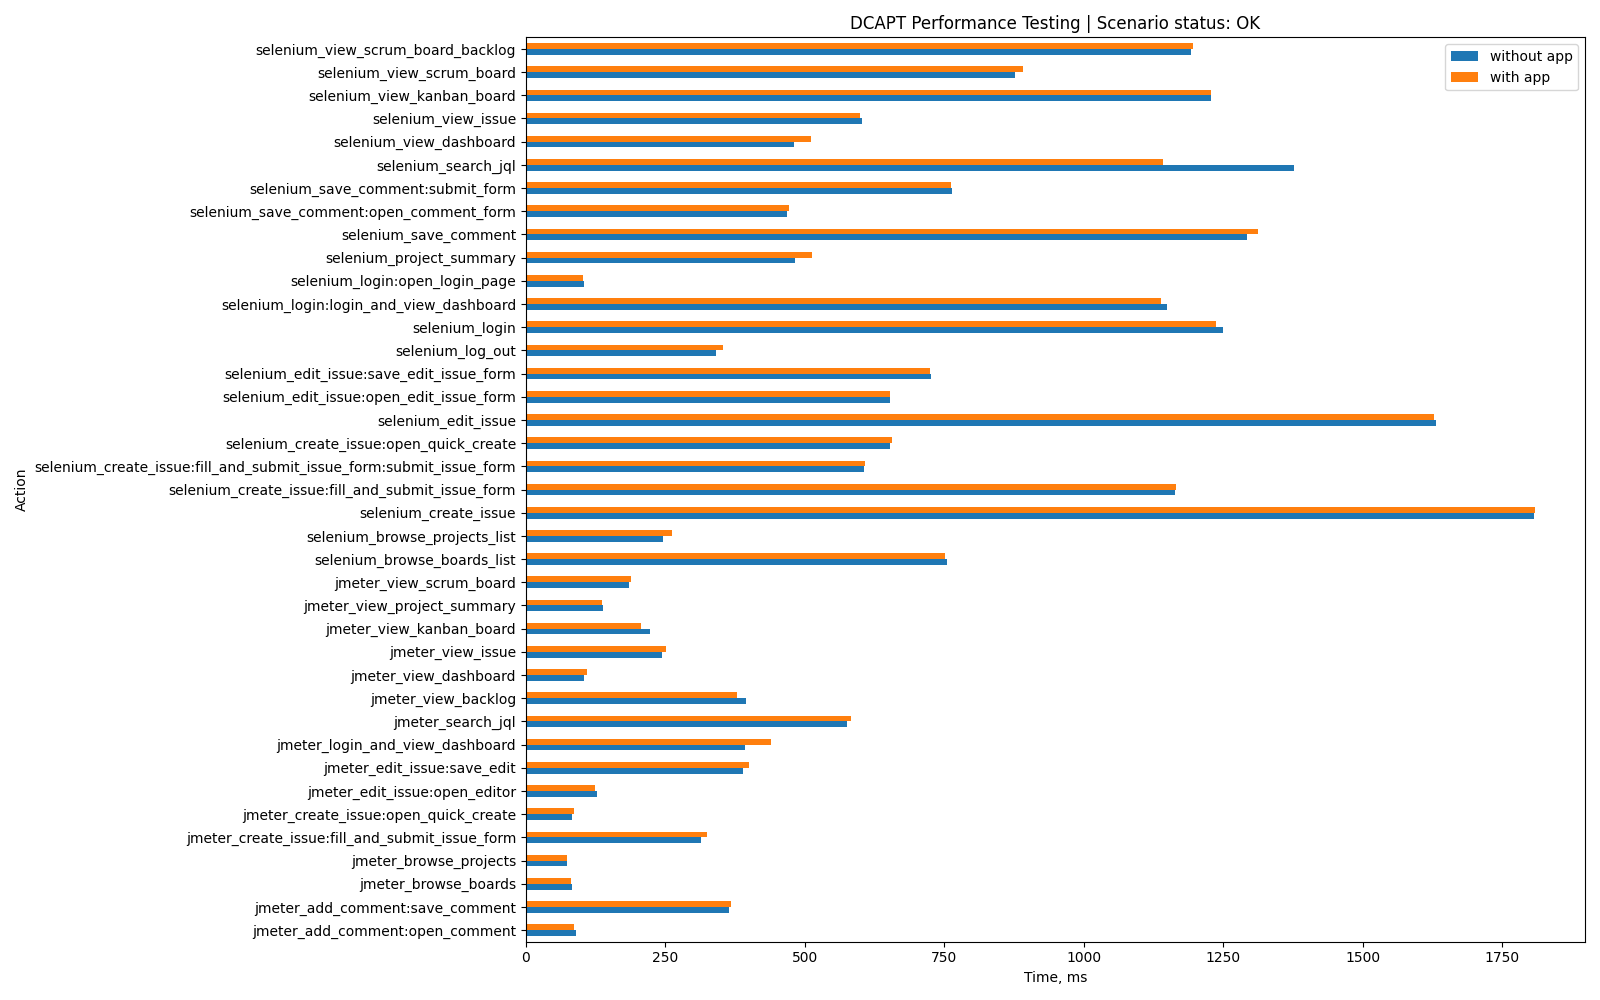 DCAPT Performance Testing | Scenario status: OK
without app
with app
selenium_view_scrum_board_backlog
selenium_view_scrum_board
selenium_view_kanban_board
selenium_view_issue
selenium_view_dashboard
selenium_search_jql
selenium_save_comment:submit_form
selenium_save_comment:open_comment_form
selenium_save_comment
selenium_project_summary
selenium_login:open_login_page
selenium_login:login_and_view_dashboard
selenium_login
selenium_log_out
selenium_edit_issue:save_edit_issue_form
selenium_edit_issue:open_edit_issue_form
selenium_edit_issue
selenium_create_issue:open_quick_create
selenium_create_issue:fill_and_submit_issue_form:submit_issue_form
selenium_create_issue:fill_and_submit_issue_form
selenium_create_issue
selenium_browse_projects_list
selenium_browse_boards_list
jmeter_view_scrum_board
jmeter_view_project_summary
jmeter_view_kanban_board
jmeter_view_issue
jmeter_view_dashboard
jmeter_view_backlog
jmeter_search_jql
jmeter_login_and_view_dashboard
jmeter_edit_issue:save_edit
jmeter_edit_issue:open_editor
jmeter_create_issue:open_quick_create
jmeter_create_issue:fill_and_submit_issue_form
jmeter_browse_projects
jmeter_browse_boards
jmeter_add_comment:save_comment
jmeter_add_comment:open_comment
Action
0 250 500 750 1000 1250 1500 1750
Time, ms